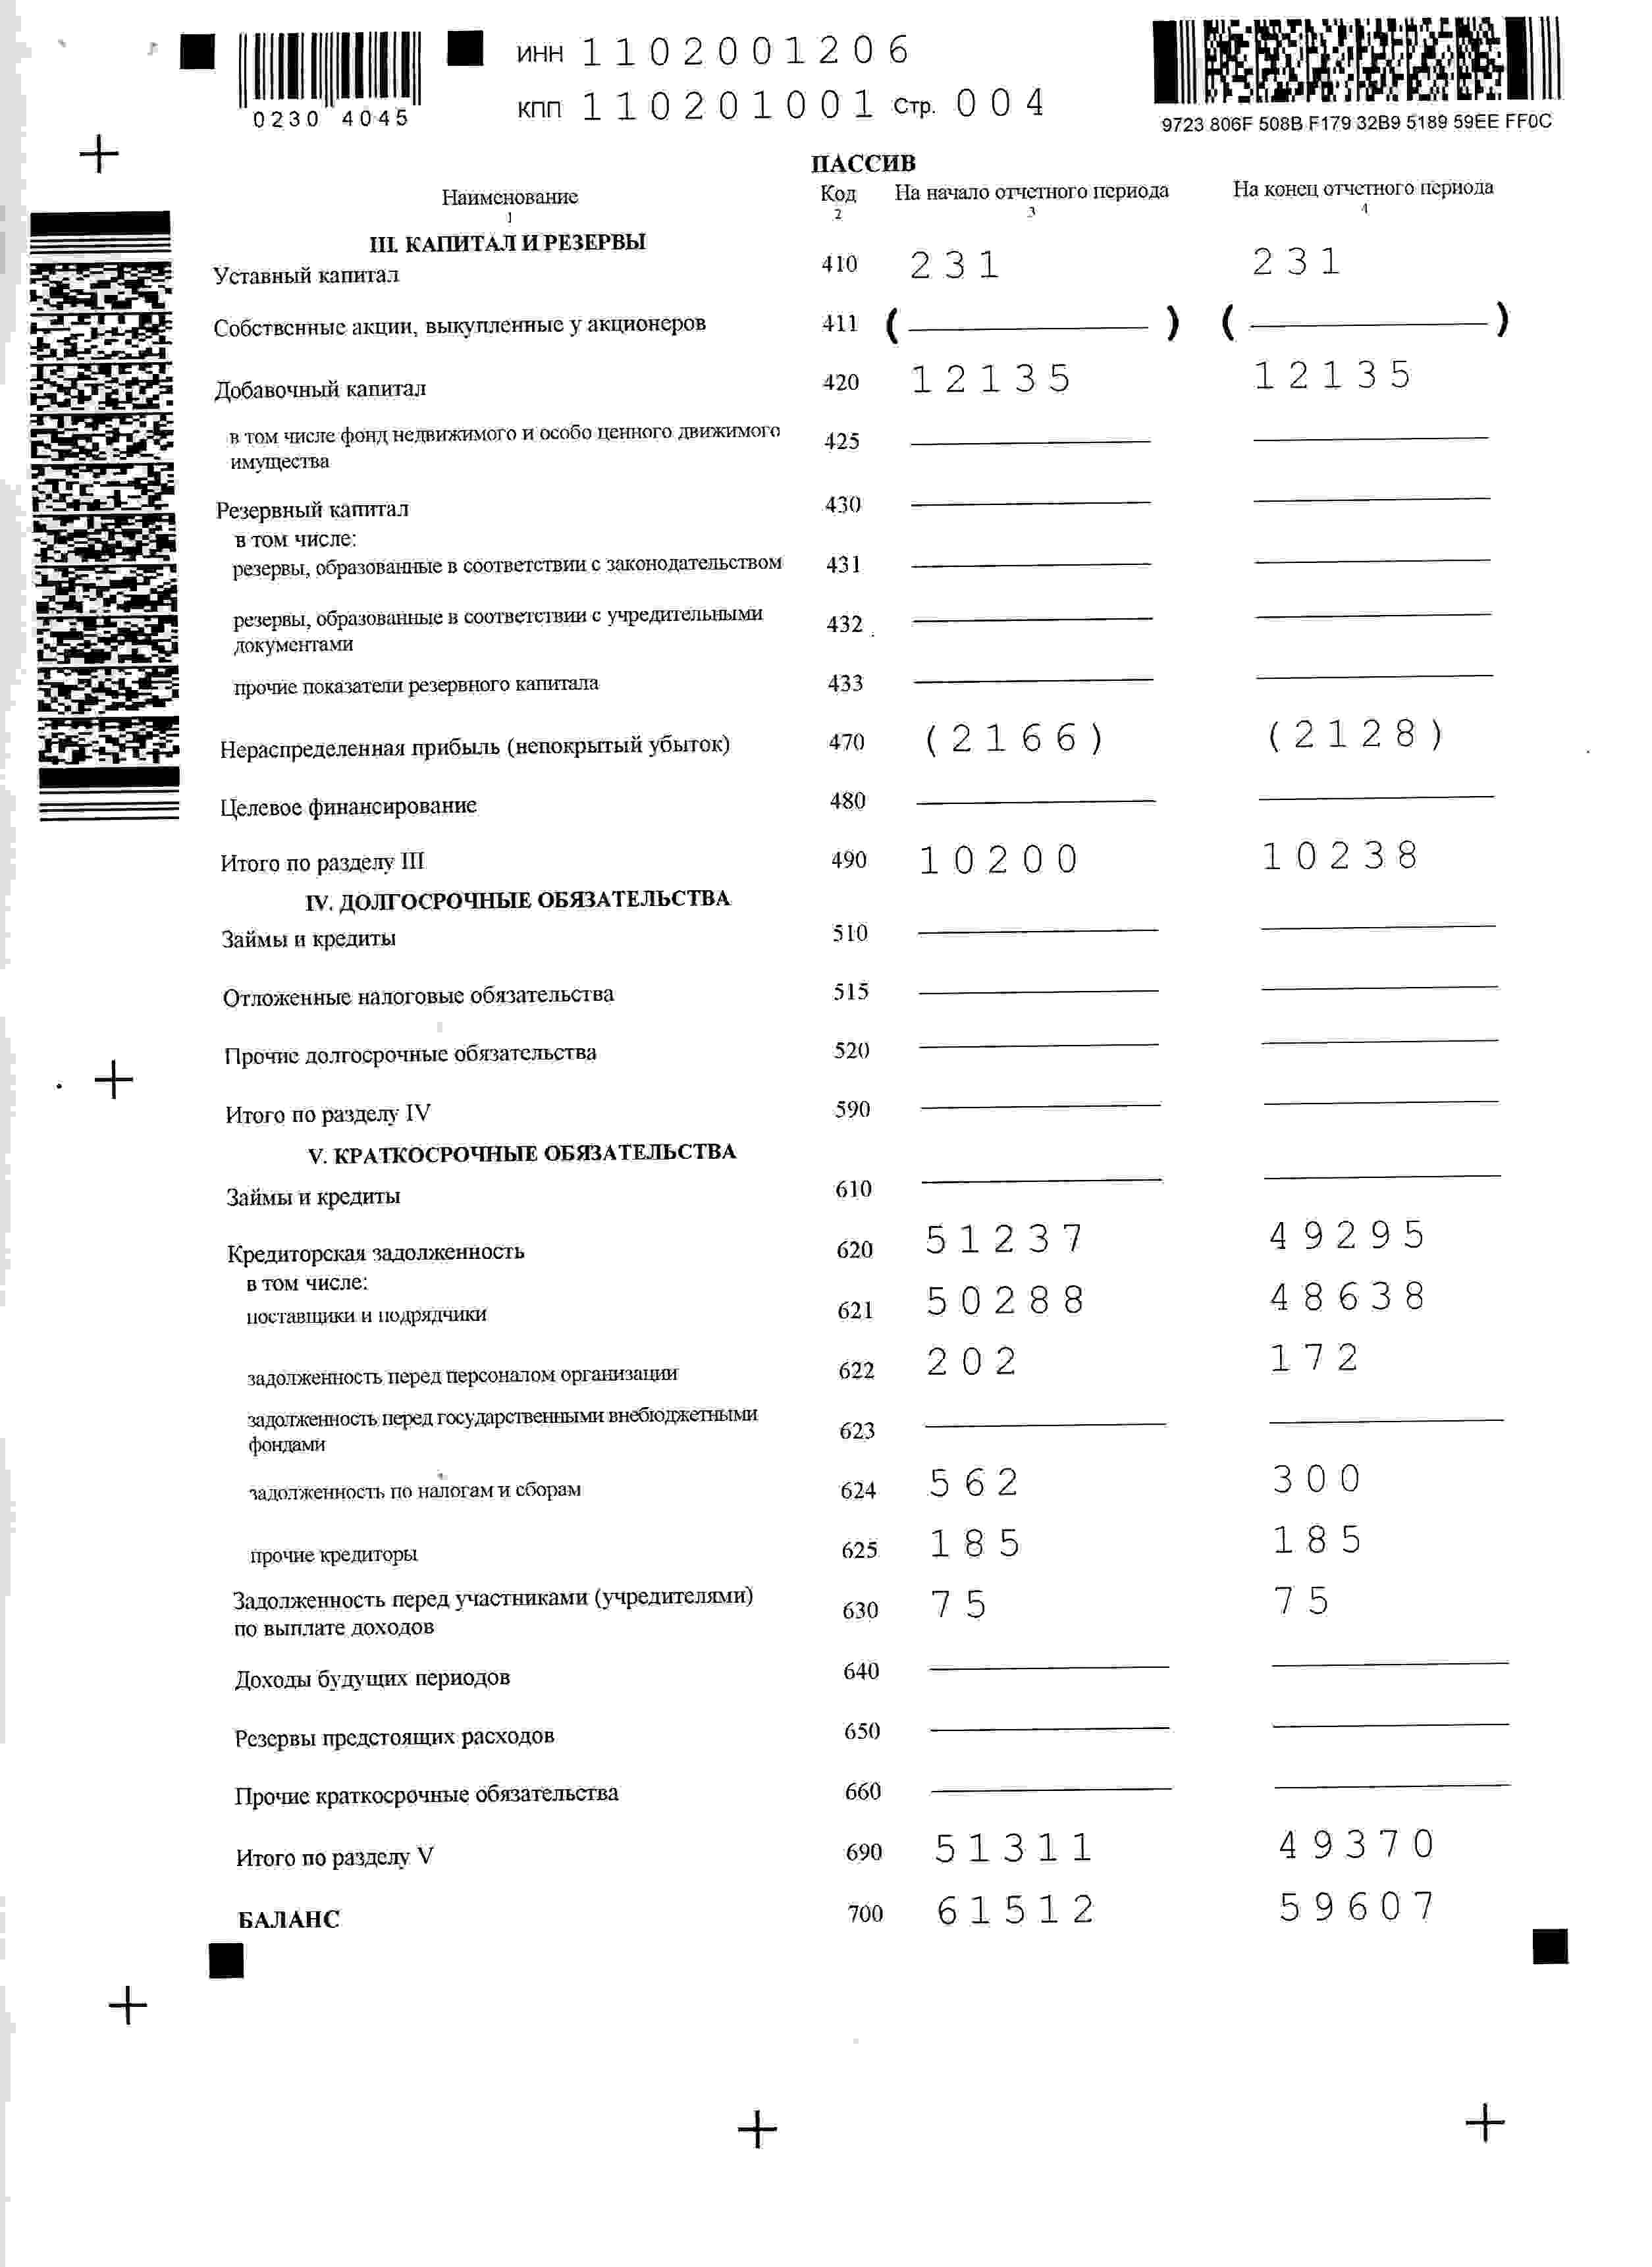 ИНН 1102001206
0230 4045
КПП 110201001 Стр. 004
9723 806F 508B F179 32B9 5189 59EE FF0C
ПАССИВ
Наименование Код На начало отчетного периода На конец отчетного периода
1 2 3 4
III. КАПИТАЛ И РЕЗЕРВЫ
Уставный капитал 410 231 231
Собственные акции, выкупленные у акционеров 411 ( ) ( )
Добавочный капитал 420 12135 12135
в том числе фонд недвижимого и особо ценного движимого
имущества 425
Резервный капитал 430
в том числе:
резервы, образованные в соответствии с законодательством 431
резервы, образованные в соответствии с учредительными
документами 432
прочие показатели резервного капитала 433
Нераспределенная прибыль (непокрытый убыток) 470 (2166) (2128)
Целевое финансирование 480
Итого по разделу III 490 10200 10238
IV. ДОЛГОСРОЧНЫЕ ОБЯЗАТЕЛЬСТВА
Займы и кредиты 510
Отложенные налоговые обязательства 515
Прочие долгосрочные обязательства 520
Итого по разделу IV 590
V. КРАТКОСРОЧНЫЕ ОБЯЗАТЕЛЬСТВА
Займы и кредиты 610
Кредиторская задолженность 620 51237 49295
в том числе:
поставщики и подрядчики 621 50288 48638
задолженность перед персоналом организации 622 202 172
задолженность перед государственными внебюджетными
фондами 623
задолженность по налогам и сборам 624 562 300
прочие кредиторы 625 185 185
Задолженность перед участниками (учредителями)
по выплате доходов 630 75 75
Доходы будущих периодов 640
Резервы предстоящих расходов 650
Прочие краткосрочные обязательства 660
Итого по разделу V 690 51311 49370
БАЛАНС 700 61512 59607